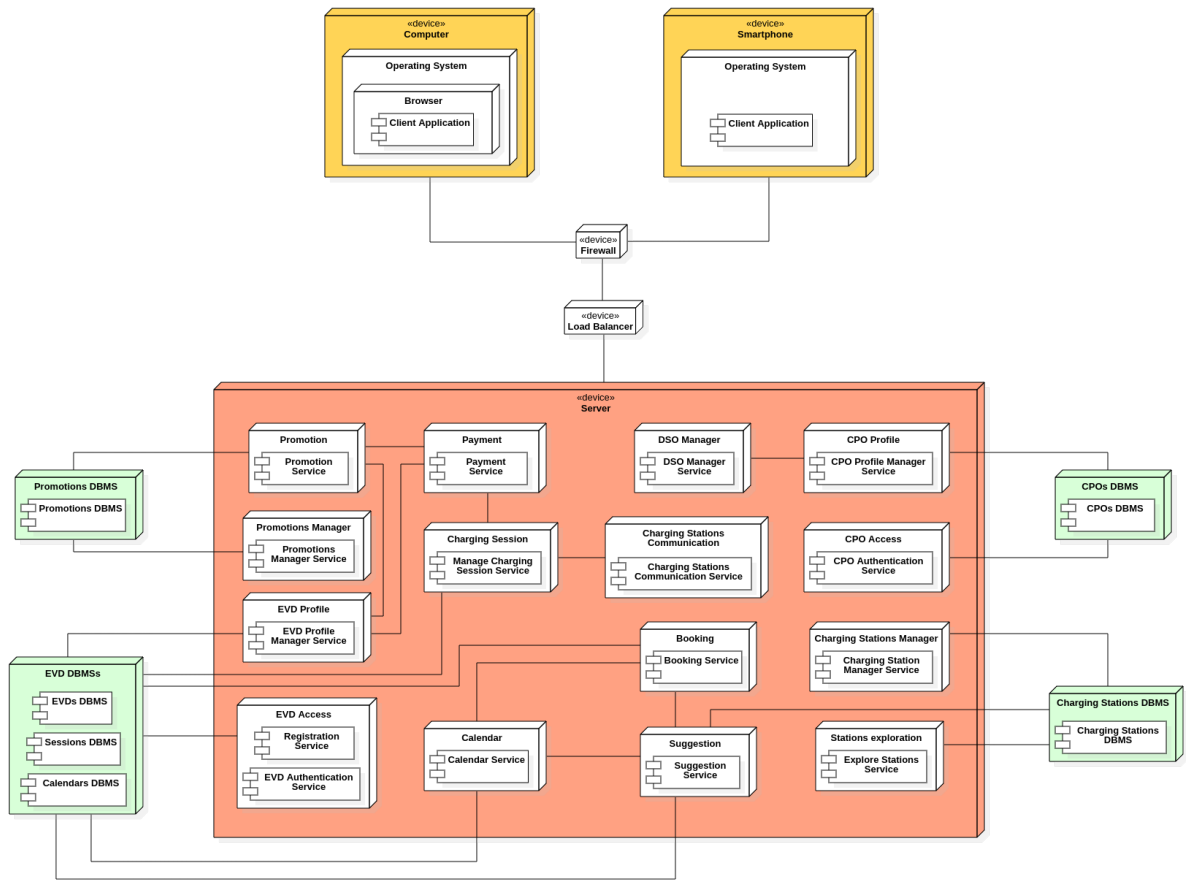 «device»
Computer
Operating System
Browser
Client Application
«device»
Smartphone
Operating System
Client Application
«device»
Firewall
«device»
Load Balancer
«device»
Server
Promotion
Promotion
Service
Payment
Payment
Service
DSO Manager
DSO Manager
Service
CPO Profile
CPO Profile Manager
Service
Promotions DBMS
Promotions DBMS
CPOs DBMS
CPOs DBMS
Promotions Manager
Promotions
Manager Service
Charging Session
Manage Charging
Session Service
Charging Stations
Communication
Charging Stations
Communication Service
CPO Access
CPO Authentication
Service
EVD Profile
EVD Profile
Manager Service
Booking
Booking Service
Charging Stations Manager
Charging Station
Manager Service
EVD DBMSs
EVDs DBMS
Sessions DBMS
Calendars DBMS
EVD Access
Registration
Service
EVD Authentication
Service
Calendar
Calendar Service
Suggestion
Suggestion
Service
Stations exploration
Explore Stations
Service
Charging Stations DBMS
Charging Stations
DBMS